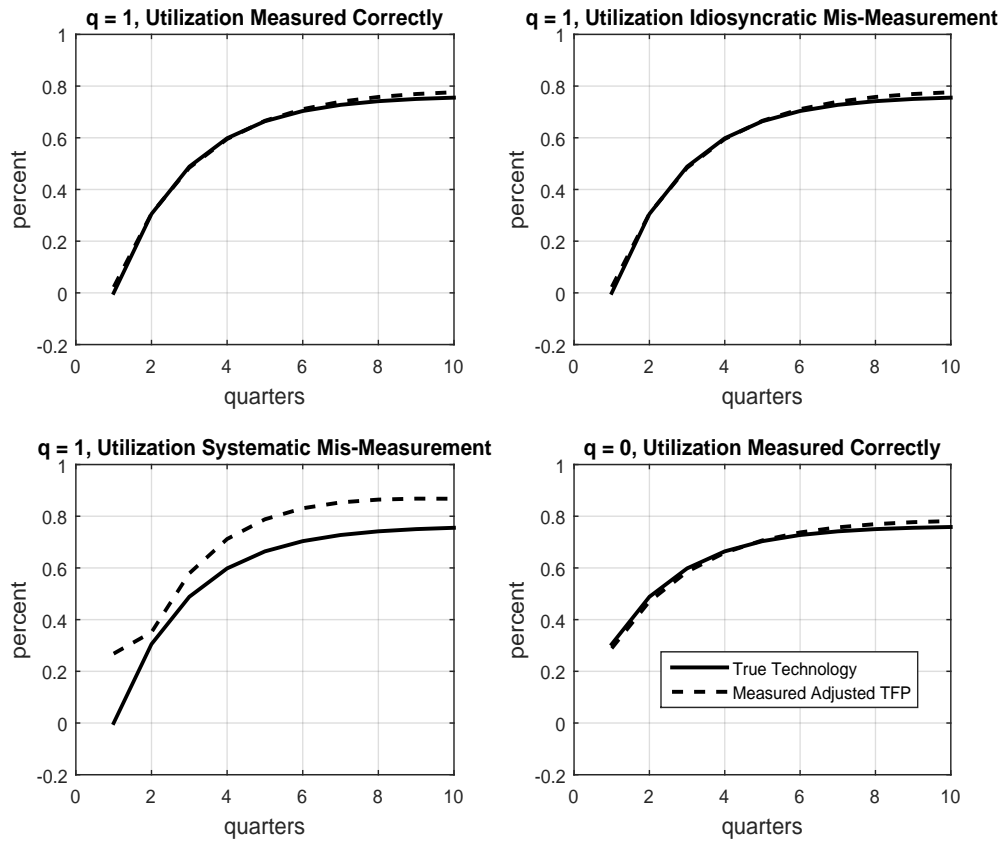 q = 1, Utilization Measured Correctly
1
0.8
0.6
0.4
0.2
0
-0.2
percent
0 2 4 6 8 10
quarters
q = 1, Utilization Idiosyncratic Mis-Measurement
1
0.8
0.6
0.4
0.2
0
-0.2
percent
0 2 4 6 8 10
quarters
q = 1, Utilization Systematic Mis-Measurement
1
0.8
0.6
0.4
0.2
0
-0.2
percent
0 2 4 6 8 10
quarters
q = 0, Utilization Measured Correctly
1
0.8
0.6
0.4
0.2
0
-0.2
percent
True Technology
Measured Adjusted TFP
0 2 4 6 8 10
quarters